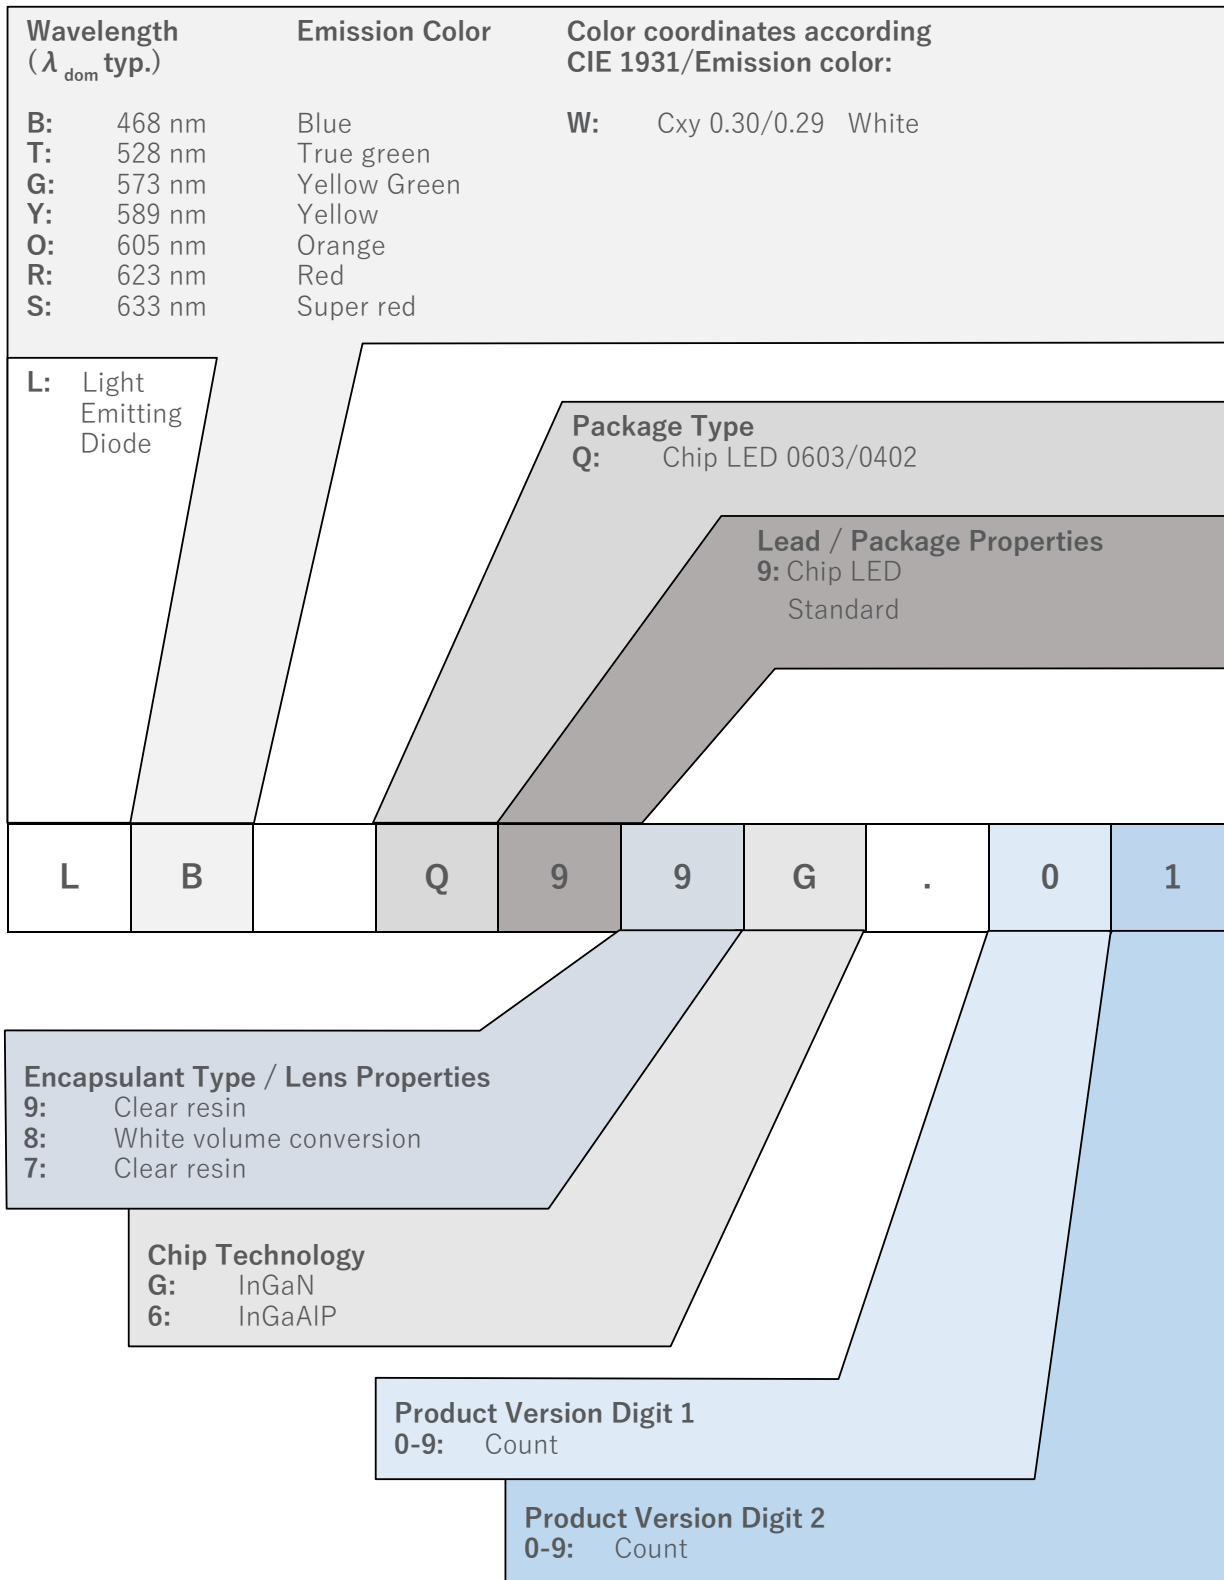 Wavelength Emission Color Color coordinates according
(λ dom typ.) CIE 1931/Emission color:
B: 468 nm Blue W: Cxy 0.30/0.29 White
T: 528 nm True green
G: 573 nm Yellow Green
Y: 589 nm Yellow
O: 605 nm Orange
R: 623 nm Red
S: 633 nm Super red
L: Light
Emitting
Diode
Package Type
Q: Chip LED 0603/0402
Lead / Package Properties
9: Chip LED
Standard
L B Q 9 9 G . 0 1
Encapsulant Type / Lens Properties
9: Clear resin
8: White volume conversion
7: Clear resin
Chip Technology
G: InGaN
6: InGaAlP
Product Version Digit 1
0-9: Count
Product Version Digit 2
0-9: Count